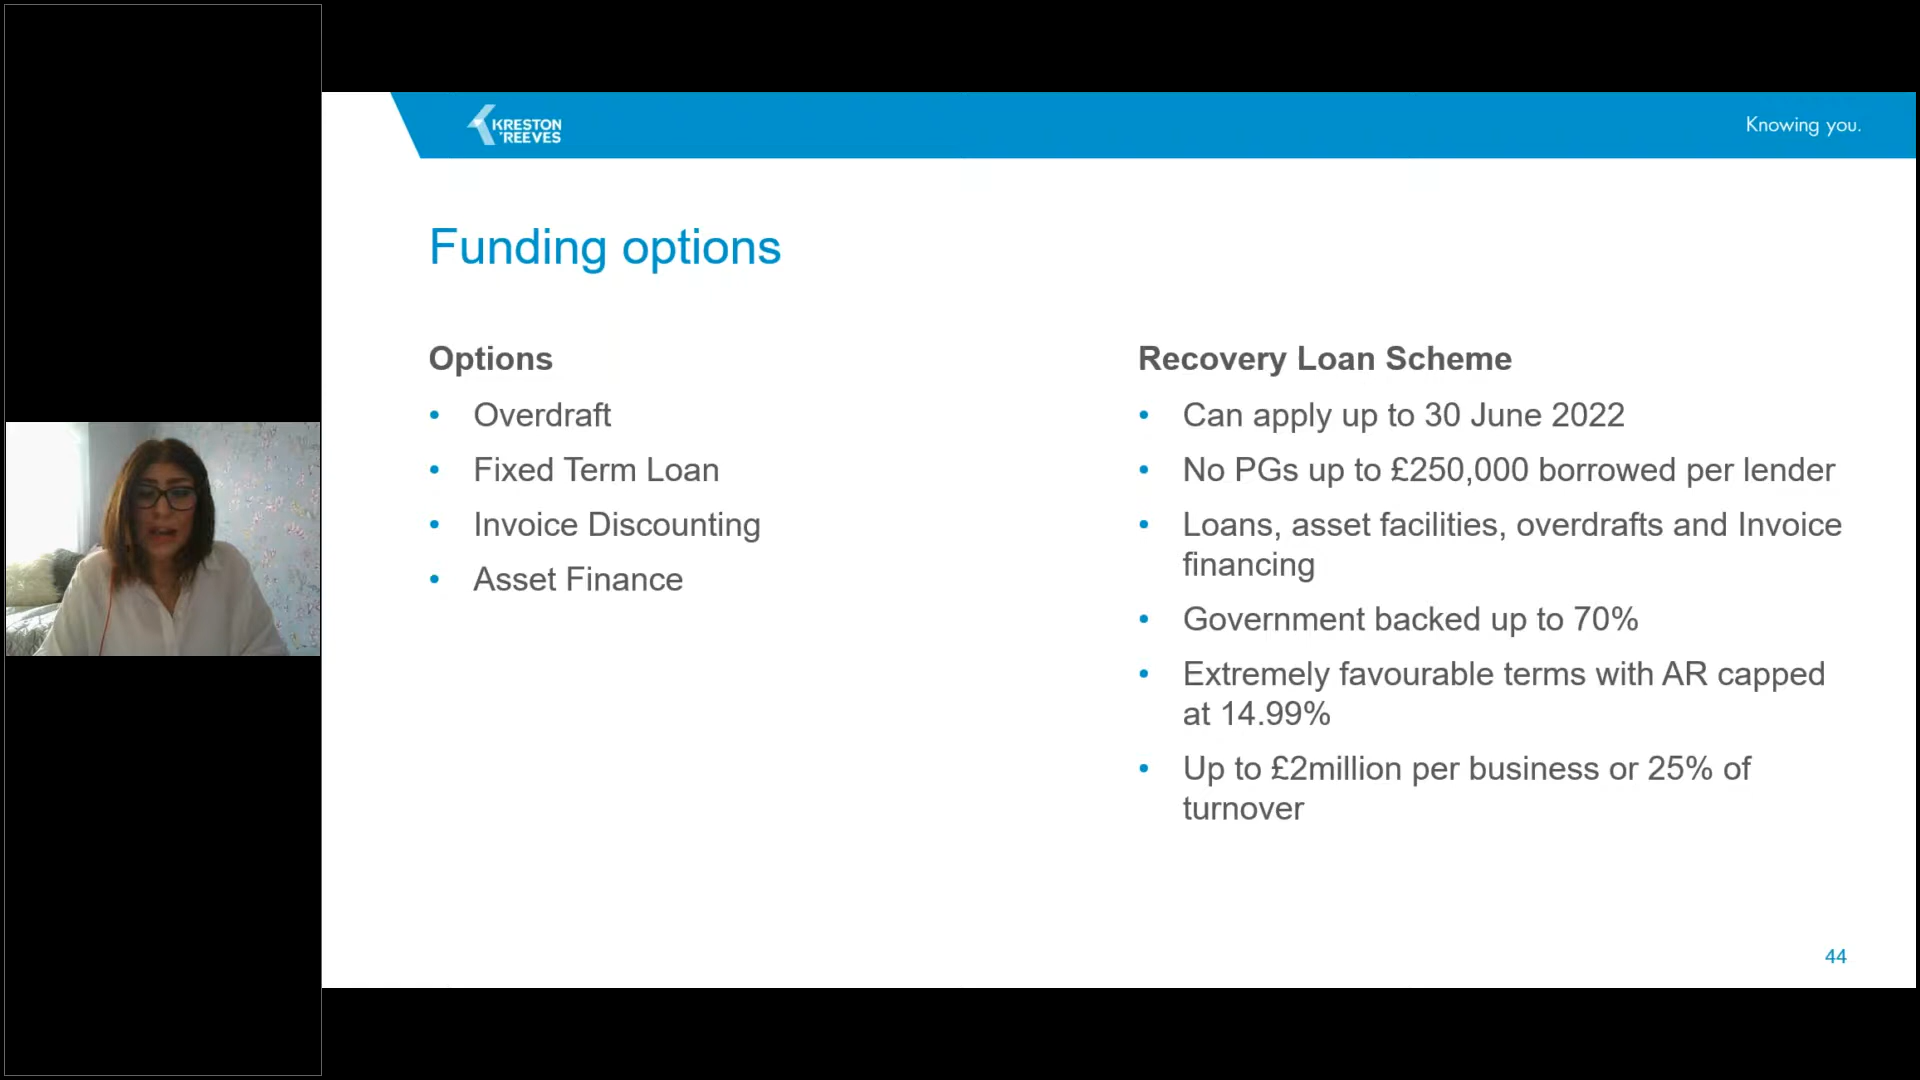 KRESTON
REEVES
Knowing you.
Funding options
Options
• Overdraft
• Fixed Term Loan
• Invoice Discounting
• Asset Finance
Recovery Loan Scheme
• Can apply up to 30 June 2022
• No PGs up to £250,000 borrowed per lender
• Loans, asset facilities, overdrafts and Invoice
financing
• Government backed up to 70%
• Extremely favourable terms with AR capped
at 14.99%
• Up to £2million per business or 25% of
turnover
44